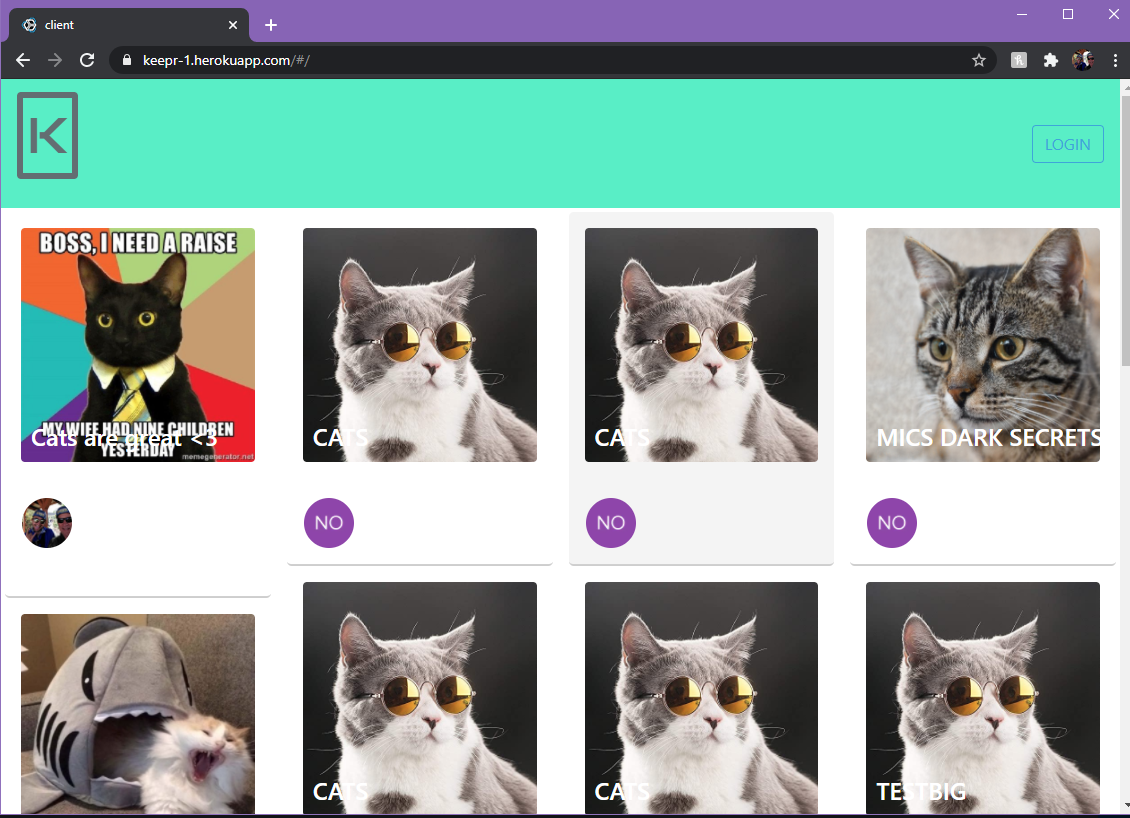 client
keepr-1.herokuapp.com/#/
K
LOGIN
BOSS, I NEED A RAISE
MY WIFE HAD NINE CHILDREN
YESTERDAY
memegenerator.net
Cats are great <3
CATS
CATS
MICS DARK SECRETS
NO
NO
NO
CATS
CATS
TESTBIG